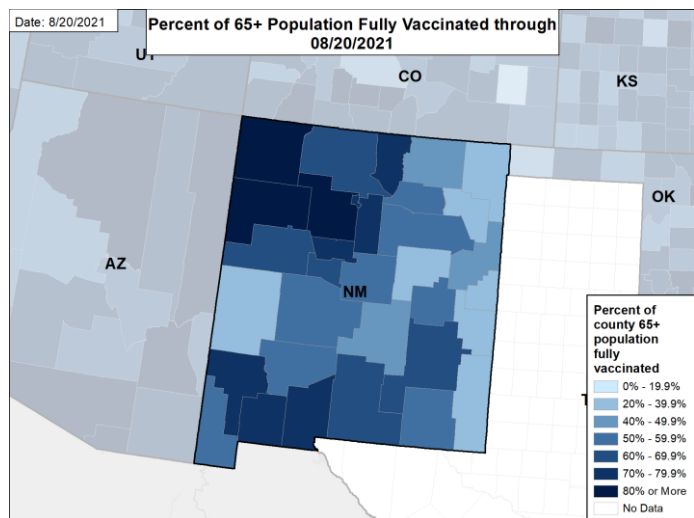 Date: 8/20/2021
Percent of 65+ Population Fully Vaccinated through
08/20/2021
UT
CO
KS
OK
AZ
NM
T
Percent of
county 65+
population
fully
vaccinated
0% - 19.9%
20% - 39.9%
40% - 49.9%
50% - 59.9%
60% - 69.9%
70% - 79.9%
80% or More
No Data